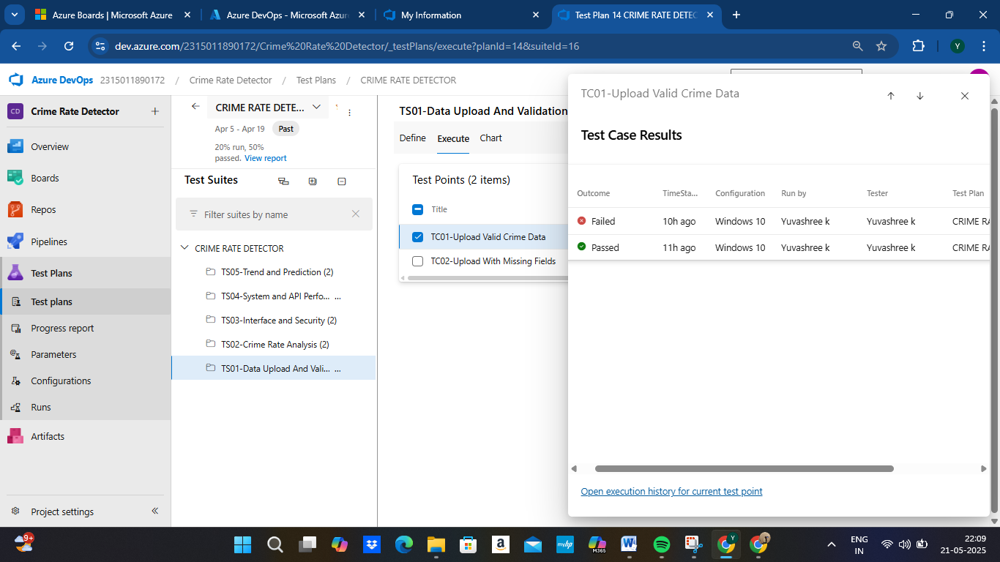 Azure Boards | Microsoft Azure
Azure DevOps - Microsoft Azur
My Information
Test Plan 14 CRIME RATE DETEC
dev.azure.com/2315011890172/Crime%20Rate%20Detector/_testPlans/execute?planId=14&suiteId=16
Y
Azure DevOps 2315011890172 / Crime Rate Detector / Test Plans / CRIME RATE DETECTOR
CD Crime Rate Detector
Overview
Boards
Repos
Pipelines
Test Plans
Test plans
Progress report
Parameters
Configurations
Runs
Artifacts
Project settings
CRIME RATE DETE...
Apr 5 - Apr 19 Past
20% run, 50%
passed. View report
Test Suites
Filter suites by name
CRIME RATE DETECTOR
TS05-Trend and Prediction (2)
TS04-System and API Perfo... ...
TS03-Interface and Security (2)
TS02-Crime Rate Analysis (2)
TS01-Data Upload And Vali... ...
TS01-Data Upload And Validation
Define Execute Chart
Test Points (2 items)
Title
TC01-Upload Valid Crime Data
TC02-Upload With Missing Fields
TC01-Upload Valid Crime Data
Test Case Results
Outcome TimeSta... Configuration Run by Tester Test Plan
Failed 10h ago Windows 10 Yuvashree k Yuvashree k CRIME RA
Passed 11h ago Windows 10 Yuvashree k Yuvashree k CRIME RA
Open execution history for current test point
9+
a
myhp
M365
W
Y
ENG
IN
22:09
21-05-2025